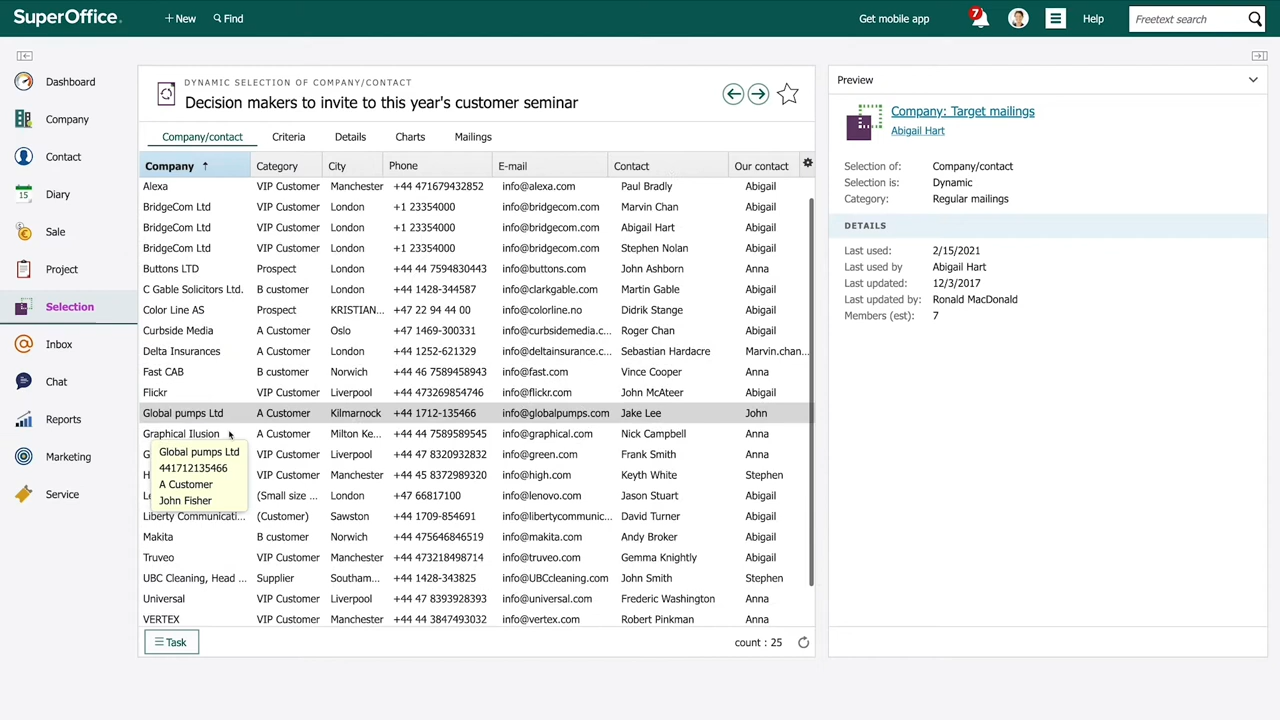 SuperOffice. + New Find Get mobile app 7 Help Freetext search
Dashboard
Company
Contact
15 Diary
Sale
Project
Selection
Inbox
Chat
Reports
Marketing
Service
DYNAMIC SELECTION OF COMPANY/CONTACT
Decision makers to invite to this year's customer seminar
Company/contact Criteria Details Charts Mailings
Company ↑ Category City Phone E-mail Contact Our contact
Alexa VIP Customer Manchester +44 471679432852 info@alexa.com Paul Bradly Abigail
BridgeCom Ltd VIP Customer London +1 23354000 info@bridgecom.com Marvin Chan Abigail
BridgeCom Ltd VIP Customer London +1 23354000 info@bridgecom.com Abigail Hart Abigail
BridgeCom Ltd VIP Customer London +1 23354000 info@bridgecom.com Stephen Nolan Abigail
Buttons LTD Prospect London +44 44 7594830443 info@buttons.com John Ashborn Anna
C Gable Solicitors Ltd. B customer London +44 1428-344587 info@clarkgable.com Martin Gable Abigail
Color Line AS Prospect KRISTIAN... +47 22 94 44 00 info@colorline.no Didrik Stange Abigail
Curbside Media A Customer Oslo +47 1469-300331 info@curbsidemedia.c... Roger Chan Abigail
Delta Insurances A Customer London +44 1252-621329 info@deltainsurance.c... Sebastian Hardacre Marvin.chan...
Fast CAB B customer Norwich +44 46 7589458943 info@fast.com Vince Cooper Anna
Flickr VIP Customer Liverpool +44 473269854746 info@flickr.com John McAteer Abigail
Global pumps Ltd A Customer Kilmarnock +44 1712-135466 info@globalpumps.com Jake Lee John
Graphical Ilusion A Customer Milton Ke... +44 44 7589589545 info@graphical.com Nick Campbell Anna
G VIP Customer Liverpool +44 47 8320932832 info@green.com Frank Smith Anna
H VIP Customer Manchester +44 45 8372989320 info@high.com Keyth White Stephen
(Small size ... London +47 66817100 info@lenovo.com Jason Stuart Abigail
Liberty Communicati... (Customer) Sawston +44 1709-854691 info@libertycommunic... David Turner Abigail
Makita B customer Norwich +44 475646846519 info@makita.com Andy Broker Abigail
Truveo VIP Customer Manchester +44 473218498714 info@truveo.com Gemma Knightly Abigail
UBC Cleaning, Head ... Supplier Southam... +44 1428-343825 info@UBCcleaning.com John Smith Stephen
Universal VIP Customer Liverpool +44 47 8393928393 info@universal.com Frederic Washington Anna
VERTEX VIP Customer Manchester +44 44 3847493032 info@vertex.com Robert Pinkman Anna
Global pumps Ltd
441712135466
A Customer
John Fisher
Task count : 25
Preview
Company: Target mailings
Abigail Hart
Selection of: Company/contact
Selection is: Dynamic
Category: Regular mailings
DETAILS
Last used: 2/15/2021
Last used by Abigail Hart
Last updated: 12/3/2017
Last updated by: Ronald MacDonald
Members (est): 7